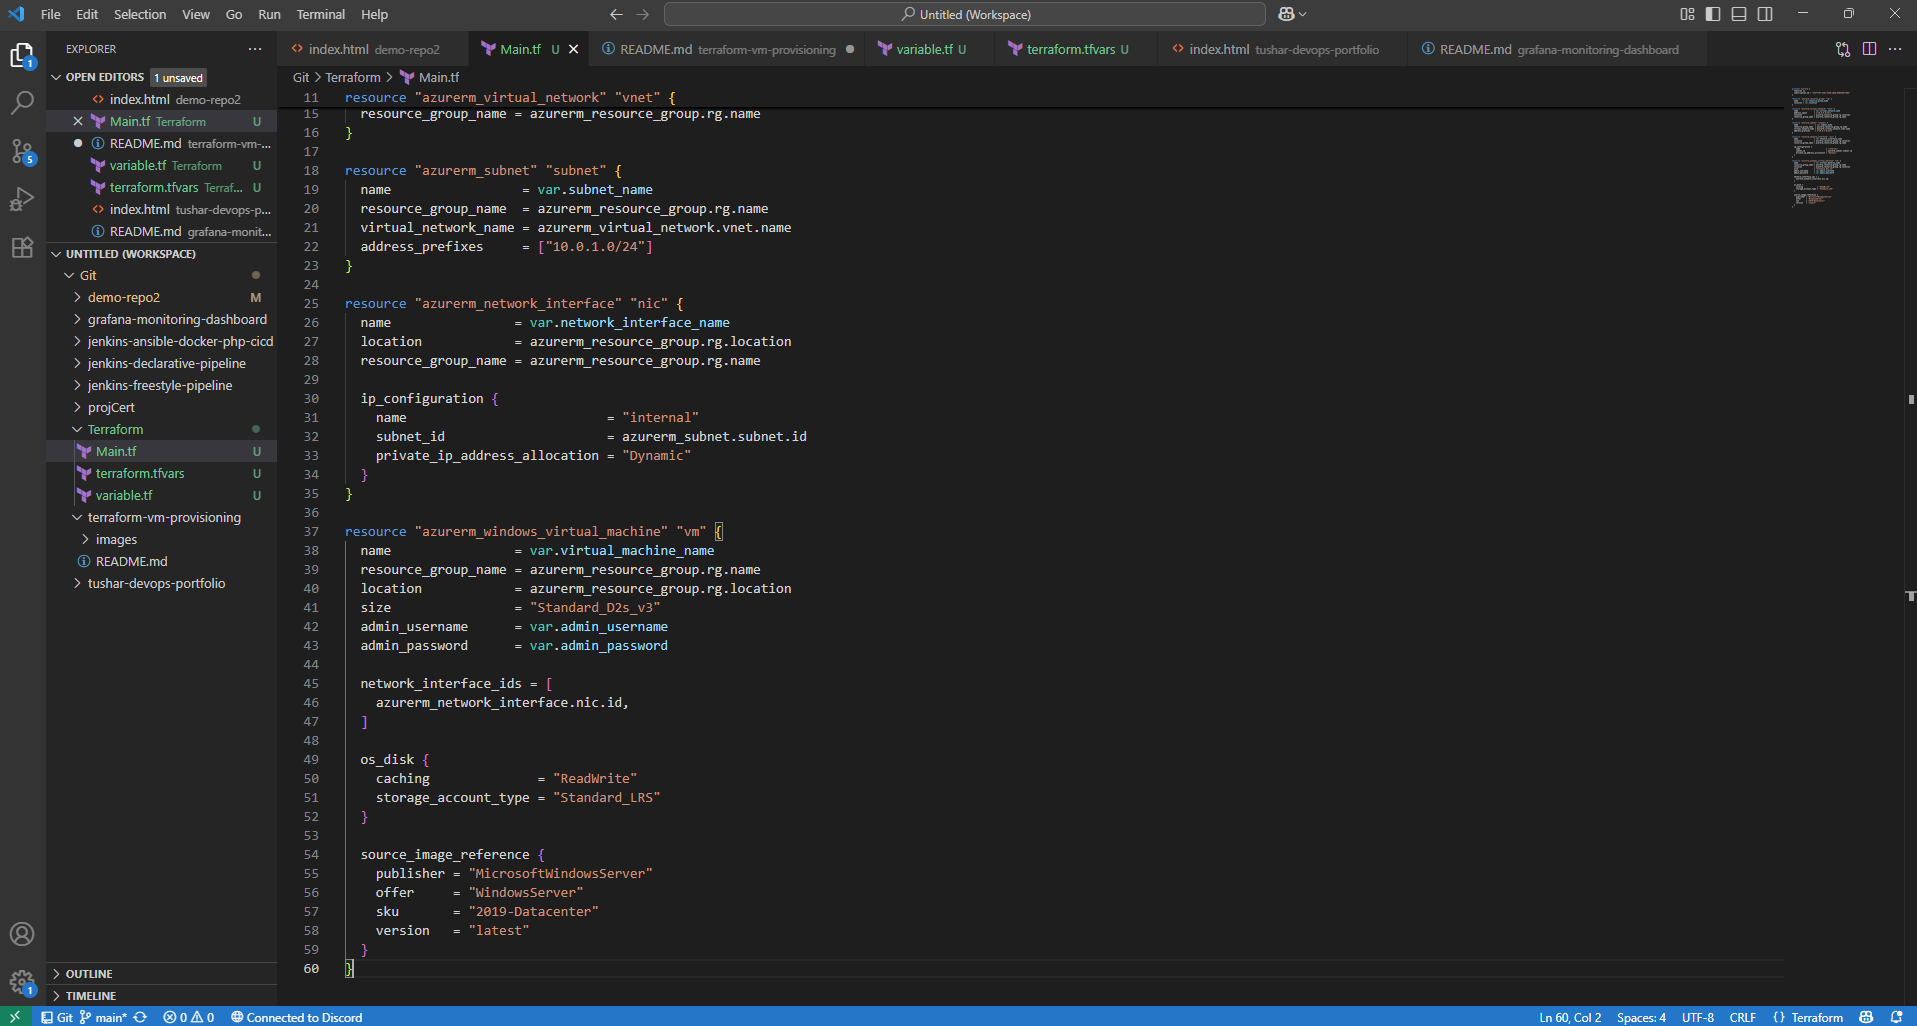 File Edit Selection View Go Run Terminal Help
Untitled (Workspace)
EXPLORER
index.html demo-repo2
Main.tf U
README.md terraform-vm-provisioning
variable.tf U
terraform.tfvars U
index.html tushar-devops-portfolio
README.md grafana-monitoring-dashboard
OPEN EDITORS 1 unsaved
index.html demo-repo2
Main.tf Terraform U
README.md terraform-vm-...
variable.tf Terraform U
terraform.tfvars Terraf... U
index.html tushar-devops-p...
README.md grafana-monit...
UNTITLED (WORKSPACE)
Git
demo-repo2 M
grafana-monitoring-dashboard
jenkins-ansible-docker-php-cicd
jenkins-declarative-pipeline
jenkins-freestyle-pipeline
projCert
Terraform
Main.tf U
terraform.tfvars U
variable.tf U
terraform-vm-provisioning
images
README.md
tushar-devops-portfolio
OUTLINE
TIMELINE
1
5
1
Git > Terraform > Main.tf
11 resource "azurerm_virtual_network" "vnet" {
15 resource_group_name = azurerm_resource_group.rg.name
16 }
17
18 resource "azurerm_subnet" "subnet" {
19 name = var.subnet_name
20 resource_group_name = azurerm_resource_group.rg.name
21 virtual_network_name = azurerm_virtual_network.vnet.name
22 address_prefixes = ["10.0.1.0/24"]
23 }
24
25 resource "azurerm_network_interface" "nic" {
26 name = var.network_interface_name
27 location = azurerm_resource_group.rg.location
28 resource_group_name = azurerm_resource_group.rg.name
29
30 ip_configuration {
31 name = "internal"
32 subnet_id = azurerm_subnet.subnet.id
33 private_ip_address_allocation = "Dynamic"
34 }
35 }
36
37 resource "azurerm_windows_virtual_machine" "vm" {
38 name = var.virtual_machine_name
39 resource_group_name = azurerm_resource_group.rg.name
40 location = azurerm_resource_group.rg.location
41 size = "Standard_D2s_v3"
42 admin_username = var.admin_username
43 admin_password = var.admin_password
44
45 network_interface_ids = [
46 azurerm_network_interface.nic.id,
47 ]
48
49 os_disk {
50 caching = "ReadWrite"
51 storage_account_type = "Standard_LRS"
52 }
53
54 source_image_reference {
55 publisher = "MicrosoftWindowsServer"
56 offer = "WindowsServer"
57 sku = "2019-Datacenter"
58 version = "latest"
59 }
60 }
Git main* 0 0 Connected to Discord
Ln 60, Col 2 Spaces: 4 UTF-8 CRLF {} Terraform